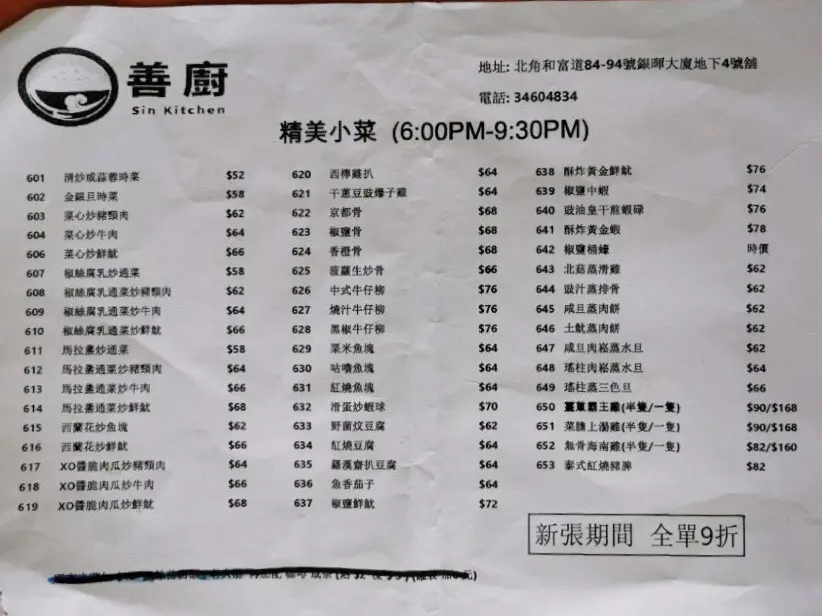 善廚
Sin Kitchen
地址: 北角和富道84-94號銀暉大廈地下4號舖
電話: 34604834
精美小菜 (6:00PM-9:30PM)
601 清炒或蒜蓉時菜 $52
602 金銀旦時菜 $58
603 菜心炒豬頸肉 $62
604 菜心炒牛肉 $64
606 菜心炒鮮魷 $66
607 椒絲腐乳炒通菜 $58
608 椒絲腐乳通菜炒豬頸肉 $62
609 椒絲腐乳通菜炒牛肉 $64
610 椒絲腐乳通菜炒鮮魷 $66
611 馬拉盞炒通菜 $58
612 馬拉盞通菜炒豬頸肉 $64
613 馬拉盞通菜炒牛肉 $66
614 馬拉盞通菜炒鮮魷 $68
615 西蘭花炒魚塊 $62
616 西蘭花炒鮮魷 $66
617 XO醬脆肉瓜炒豬頸肉 $64
618 XO醬脆肉瓜炒牛肉 $66
619 XO醬脆肉瓜炒鮮魷 $68
620 西檸雞扒 $64
621 干蔥豆豉爆子雞 $64
622 京都骨 $68
623 椒鹽骨 $68
624 香橙骨 $68
625 菠蘿生炒骨 $66
626 中式牛仔柳 $76
627 燒汁牛仔柳 $76
628 黑椒牛仔柳 $76
629 粟米魚塊 $64
630 咕嚕魚塊 $64
631 紅燒魚塊 $64
632 滑蛋炒蝦球 $70
633 野菌炆豆腐 $62
634 紅燒豆腐 $64
635 羅漢齋扒豆腐 $64
636 魚香茄子 $64
637 椒鹽鮮魷 $72
638 酥炸黃金鮮魷 $76
639 椒鹽中蝦 $74
640 豉油皇干煎蝦碌 $76
641 酥炸黃金蝦 $78
642 椒鹽桶蠔 時價
643 北菇蒸滑雞 $62
644 豉汁蒸排骨 $62
645 咸旦蒸肉餅 $62
646 土魷蒸肉餅 $62
647 咸旦肉崧蒸水旦 $62
648 瑤柱肉崧蒸水旦 $64
649 瑤柱蒸三色旦 $66
650 薑蔥霸王雞(半隻/一隻) $90/$168
651 菜膽上湯雞(半隻/一隻) $90/$168
652 無骨海南雞(半隻/一隻) $82/$160
653 泰式紅燒豬脾 $82
新張期間 全單9折